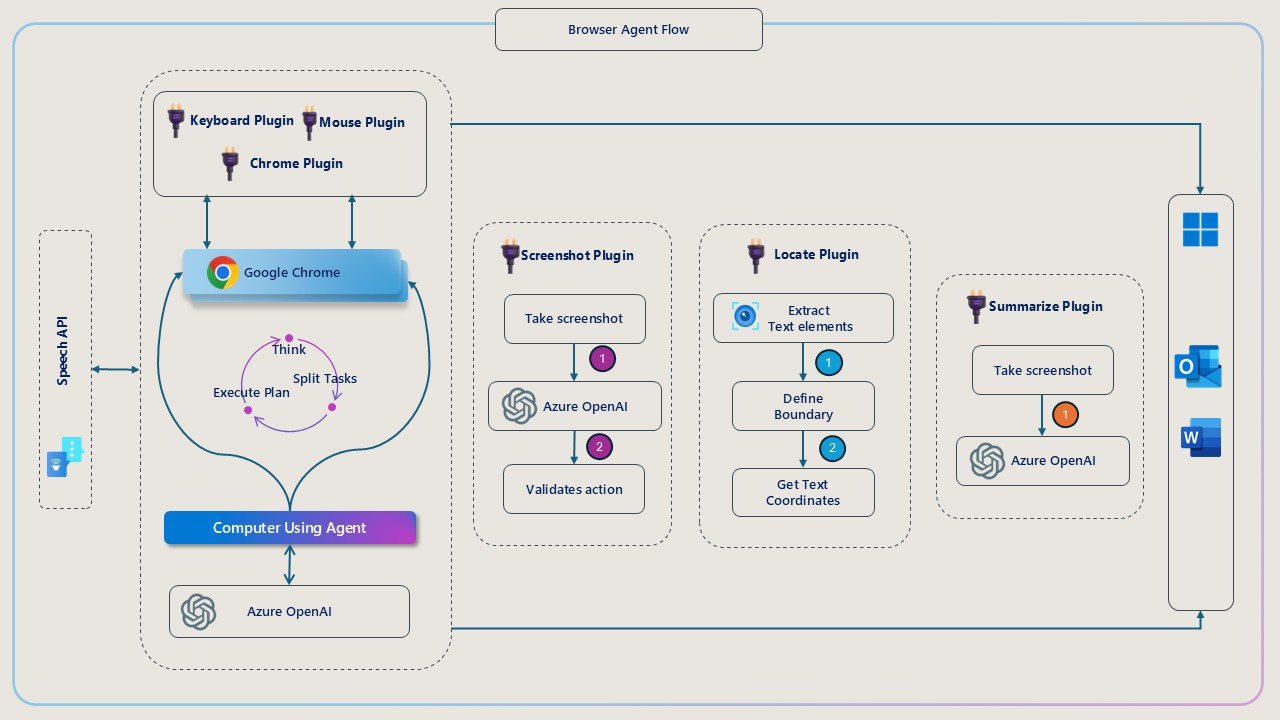 Browser Agent Flow
Speech API
Keyboard Plugin
Mouse Plugin
Chrome Plugin
Google Chrome
Think
Split Tasks
Execute Plan
Computer Using Agent
Azure OpenAI
Screenshot Plugin
Take screenshot
1
Azure OpenAI
2
Validates action
Locate Plugin
Extract
Text elements
1
Define
Boundary
2
Get Text
Coordinates
Summarize Plugin
Take screenshot
1
Azure OpenAI
O
W